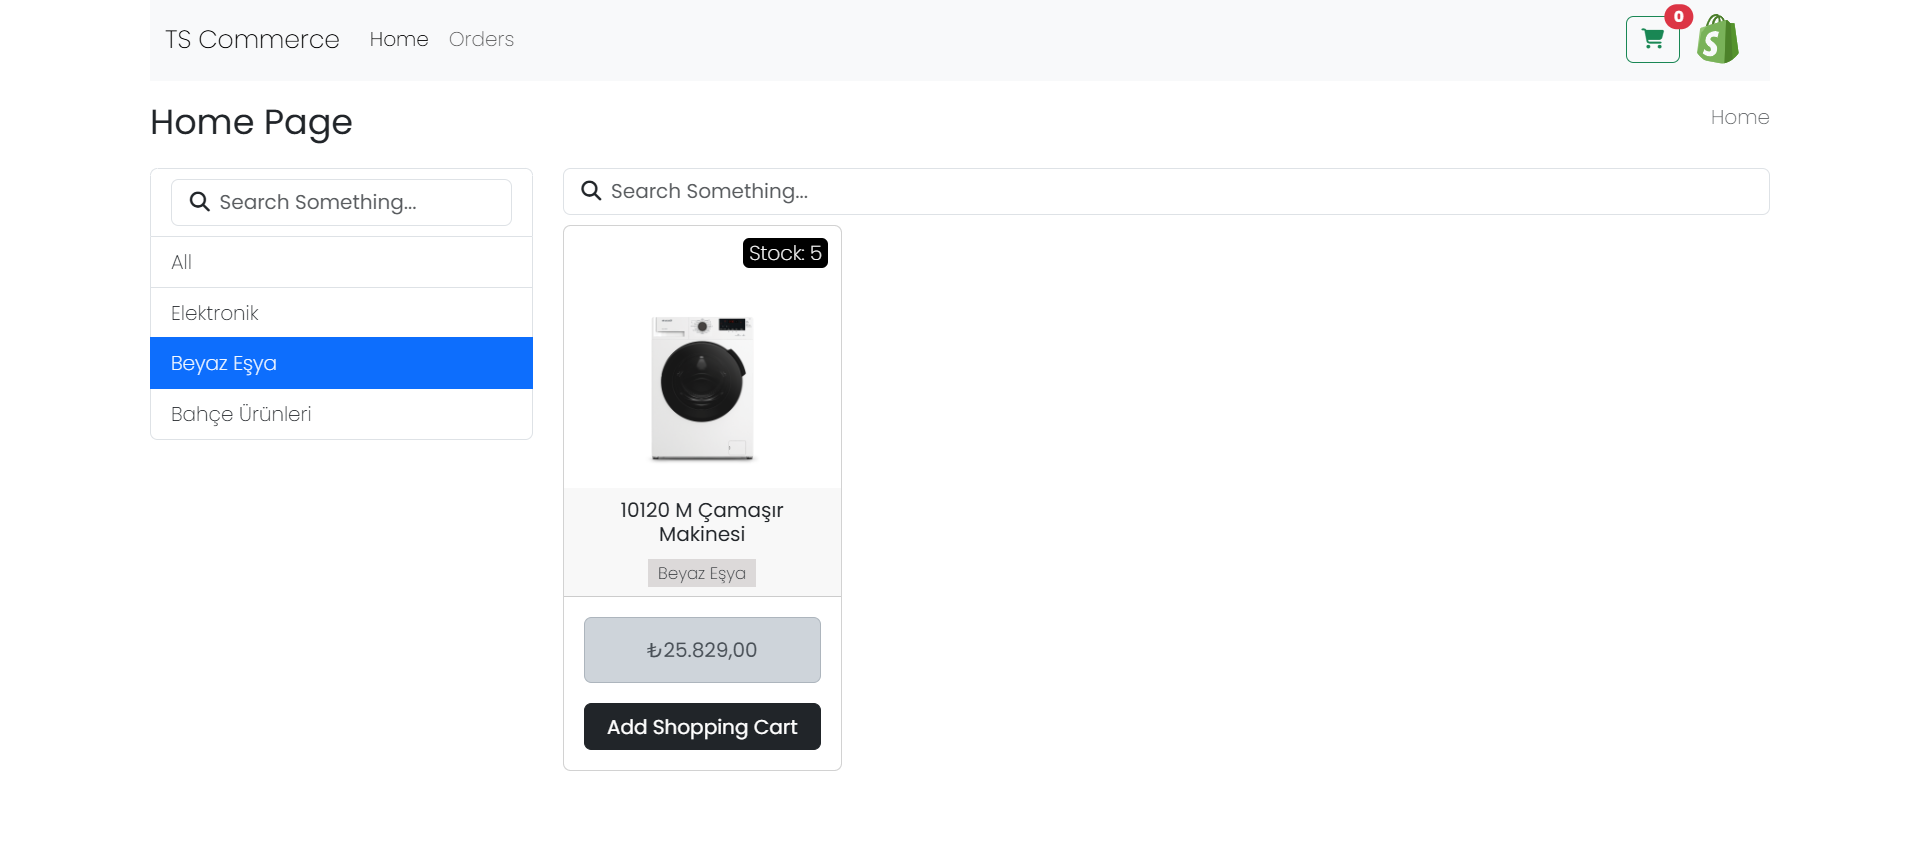 TS Commerce Home Orders 0
Home Page Home
Search Something...
All
Elektronik
Beyaz Eşya
Bahçe Ürünleri
Search Something...
Stock: 5
10120 M Çamaşır
Makinesi
Beyaz Eşya
₺25.829,00
Add Shopping Cart